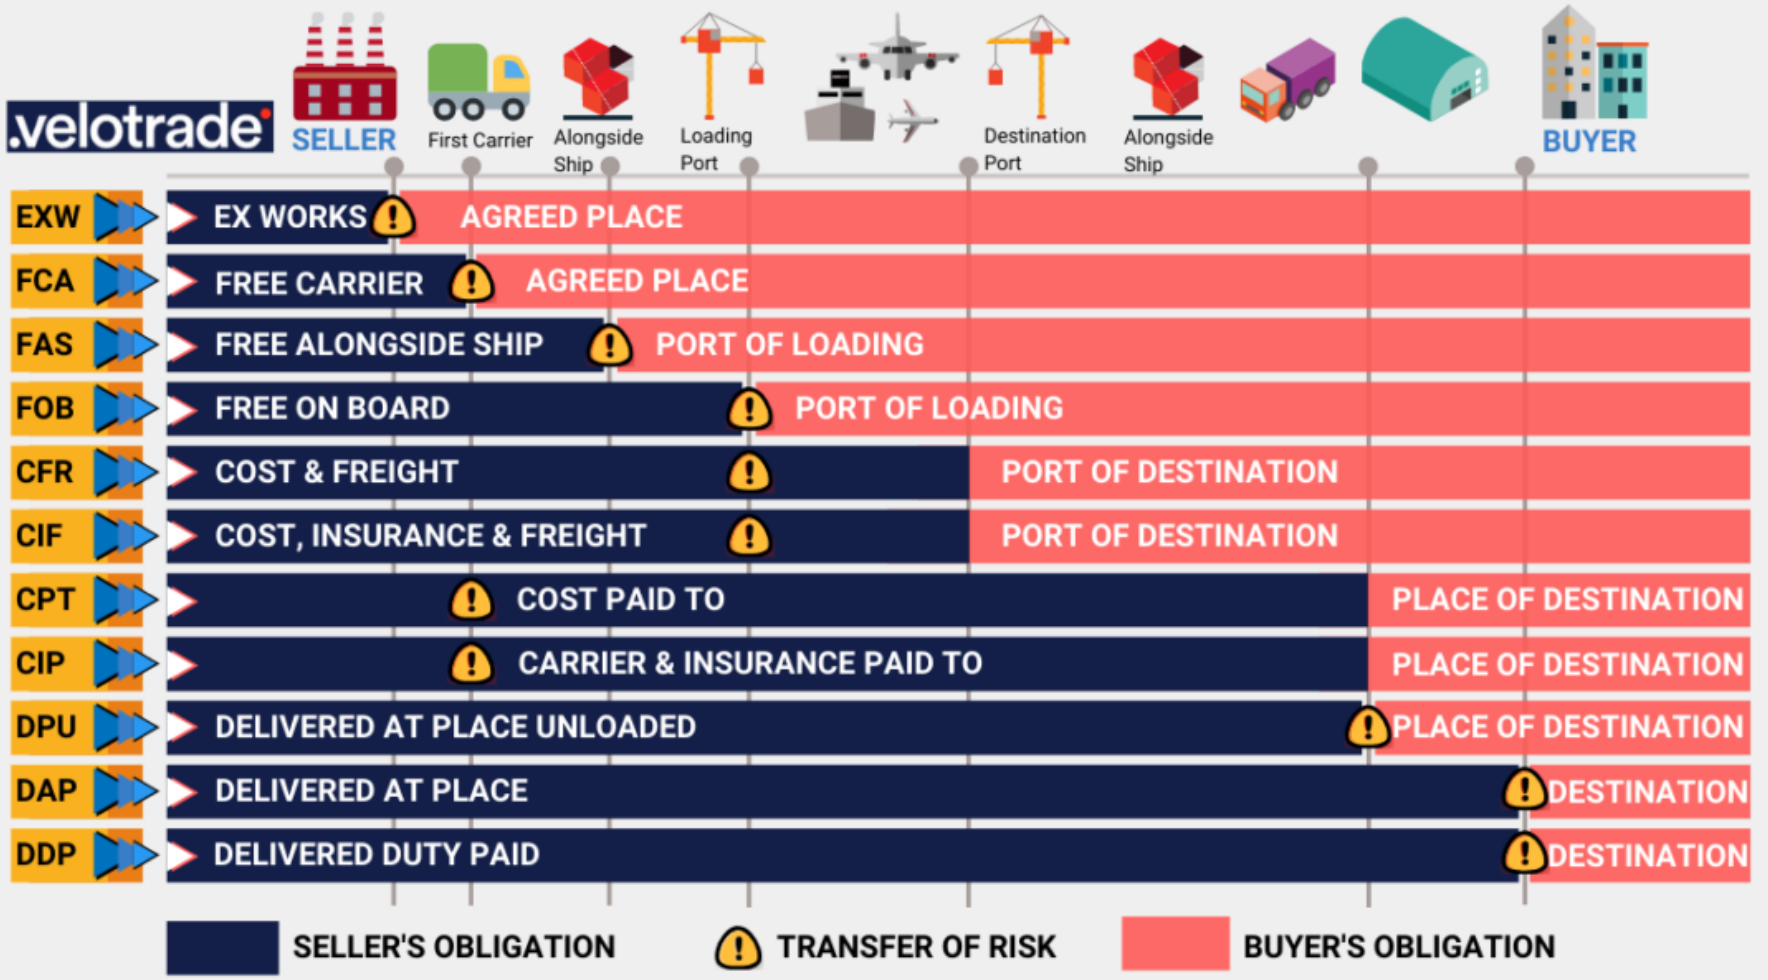 .velotrade
SELLER
First Carrier
Alongside
Ship
Loading
Port
Destination
Port
Alongside
Ship
BUYER
EXW EX WORKS AGREED PLACE
FCA FREE CARRIER AGREED PLACE
FAS FREE ALONGSIDE SHIP PORT OF LOADING
FOB FREE ON BOARD PORT OF LOADING
CFR COST & FREIGHT PORT OF DESTINATION
CIF COST, INSURANCE & FREIGHT PORT OF DESTINATION
CPT COST PAID TO PLACE OF DESTINATION
CIP CARRIER & INSURANCE PAID TO PLACE OF DESTINATION
DPU DELIVERED AT PLACE UNLOADED PLACE OF DESTINATION
DAP DELIVERED AT PLACE DESTINATION
DDP DELIVERED DUTY PAID DESTINATION
SELLER'S OBLIGATION TRANSFER OF RISK BUYER'S OBLIGATION